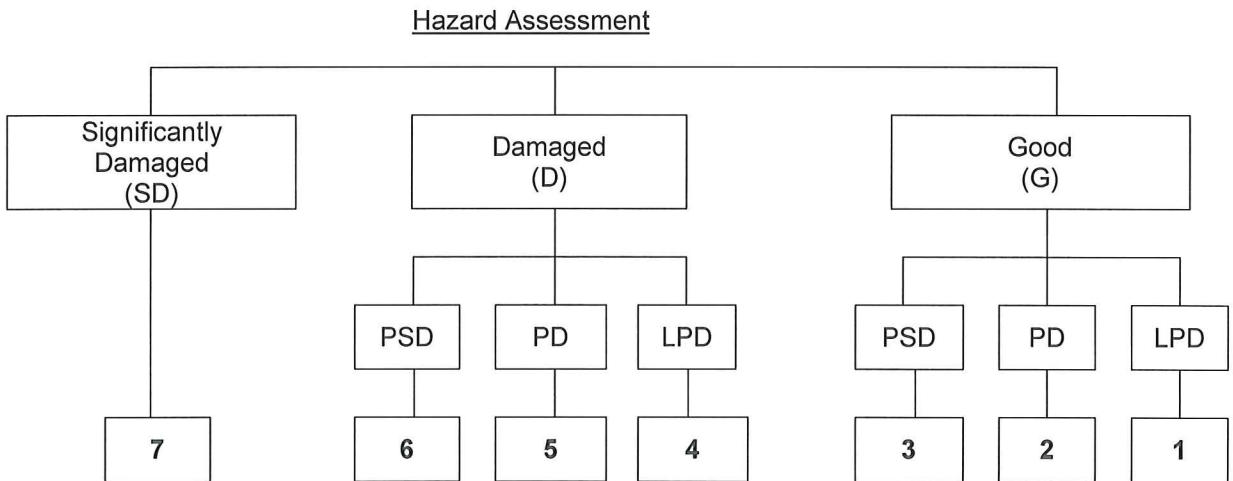 Hazard Assessment
Significantly
Damaged
(SD)
Damaged
(D)
Good
(G)
PSD PD LPD PSD PD LPD
7 6 5 4 3 2 1